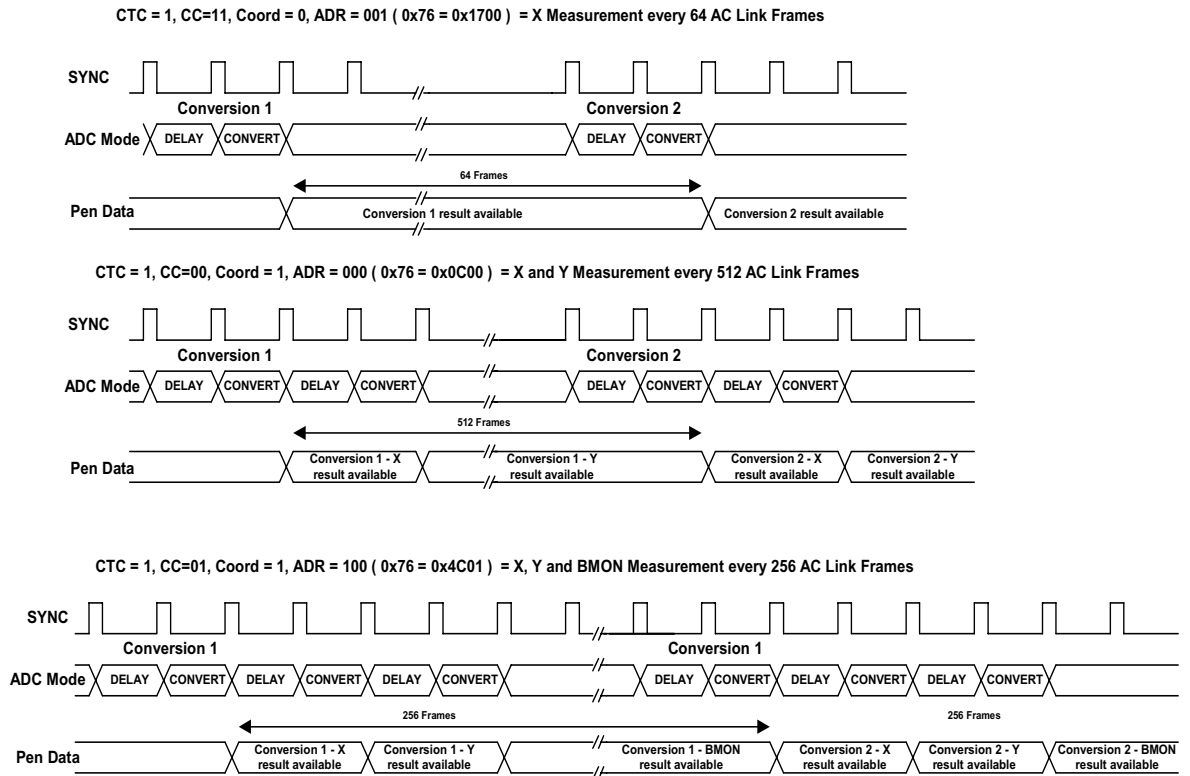 CTC = 1, CC=11, Coord = 0, ADR = 001 ( 0x76 = 0x1700 )  = X Measurement every 64 AC Link Frames
SYNC
Conversion 1
Conversion 2
ADC Mode
DELAY
CONVERT
DELAY
CONVERT
64 Frames
Pen Data
Conversion 1 result available
Conversion 2 result available
CTC = 1, CC=00, Coord = 1, ADR = 000 ( 0x76 = 0x0C00 )  = X and Y Measurement every 512 AC Link Frames
SYNC
Conversion 1
Conversion 2
ADC Mode
DELAY
CONVERT
DELAY
CONVERT
DELAY
CONVERT
DELAY
CONVERT
512 Frames
Pen Data
Conversion 1 - X
result available
Conversion 1 - Y
result available
Conversion 2 - X
result available
Conversion 2 - Y
result available
CTC = 1, CC=01, Coord = 1, ADR = 100 ( 0x76 = 0x4C01 )  = X, Y and BMON Measurement every 256 AC Link Frames
SYNC
Conversion 1
Conversion 1
ADC Mode
DELAY
CONVERT
DELAY
CONVERT
DELAY
CONVERT
DELAY
CONVERT
DELAY
CONVERT
DELAY
CONVERT
256 Frames
256 Frames
Pen Data
Conversion 1 - X
result available
Conversion 1 - Y
result available
Conversion 1 - BMON
result available
Conversion 2 - X
result available
Conversion 2 - Y
result available
Conversion 2 - BMON
result available